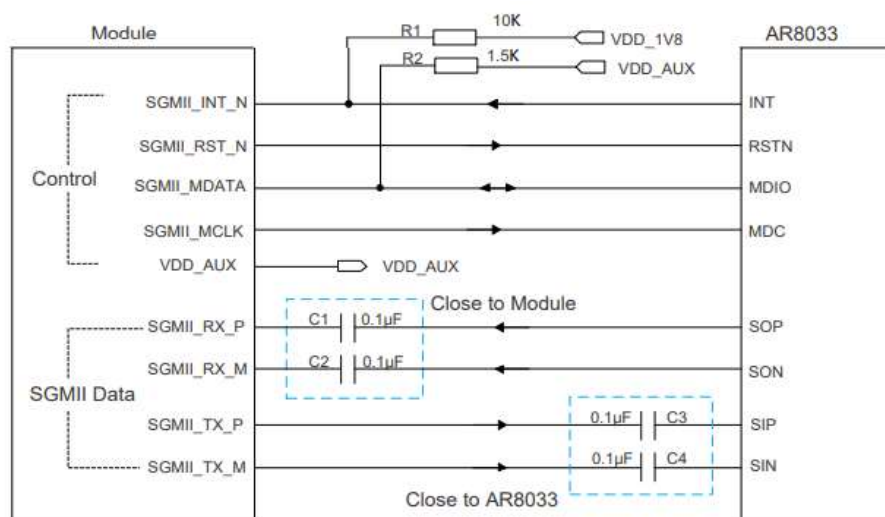 Module
AR8033
R1 10K VDD_1V8
R2 1.5K VDD_AUX
SGMII_INT_N INT
SGMII_RST_N RSTN
Control
SGMII_MDATA MDIO
SGMII_MCLK MDC
VDD_AUX VDD_AUX
Close to Module
SGMII_RX_P C1 0.1µF SOP
SGMII_RX_M C2 0.1µF SON
SGMII Data
SGMII_TX_P 0.1µF C3 SIP
SGMII_TX_M 0.1µF C4 SIN
Close to AR8033